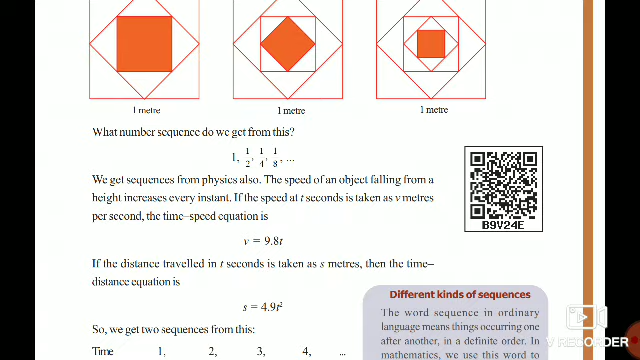 1 metre 1 metre 1 metre
What number sequence do we get from this?
1, 1/2, 1/4, 1/8, ...
We get sequences from physics also. The speed of an object falling from a
height increases every instant. If the speed at t seconds is taken as v metres
per second, the time–speed equation is
v = 9.8t
B9V24E
If the distance travelled in t seconds is taken as s metres, then the time–
distance equation is
s = 4.9t²
So, we get two sequences from this:
Time 1, 2, 3, 4, ...
Different kinds of sequences
The word sequence in ordinary
language means things occurring one
after another, in a definite order. In
mathematics, we use this word to
V RECORDER